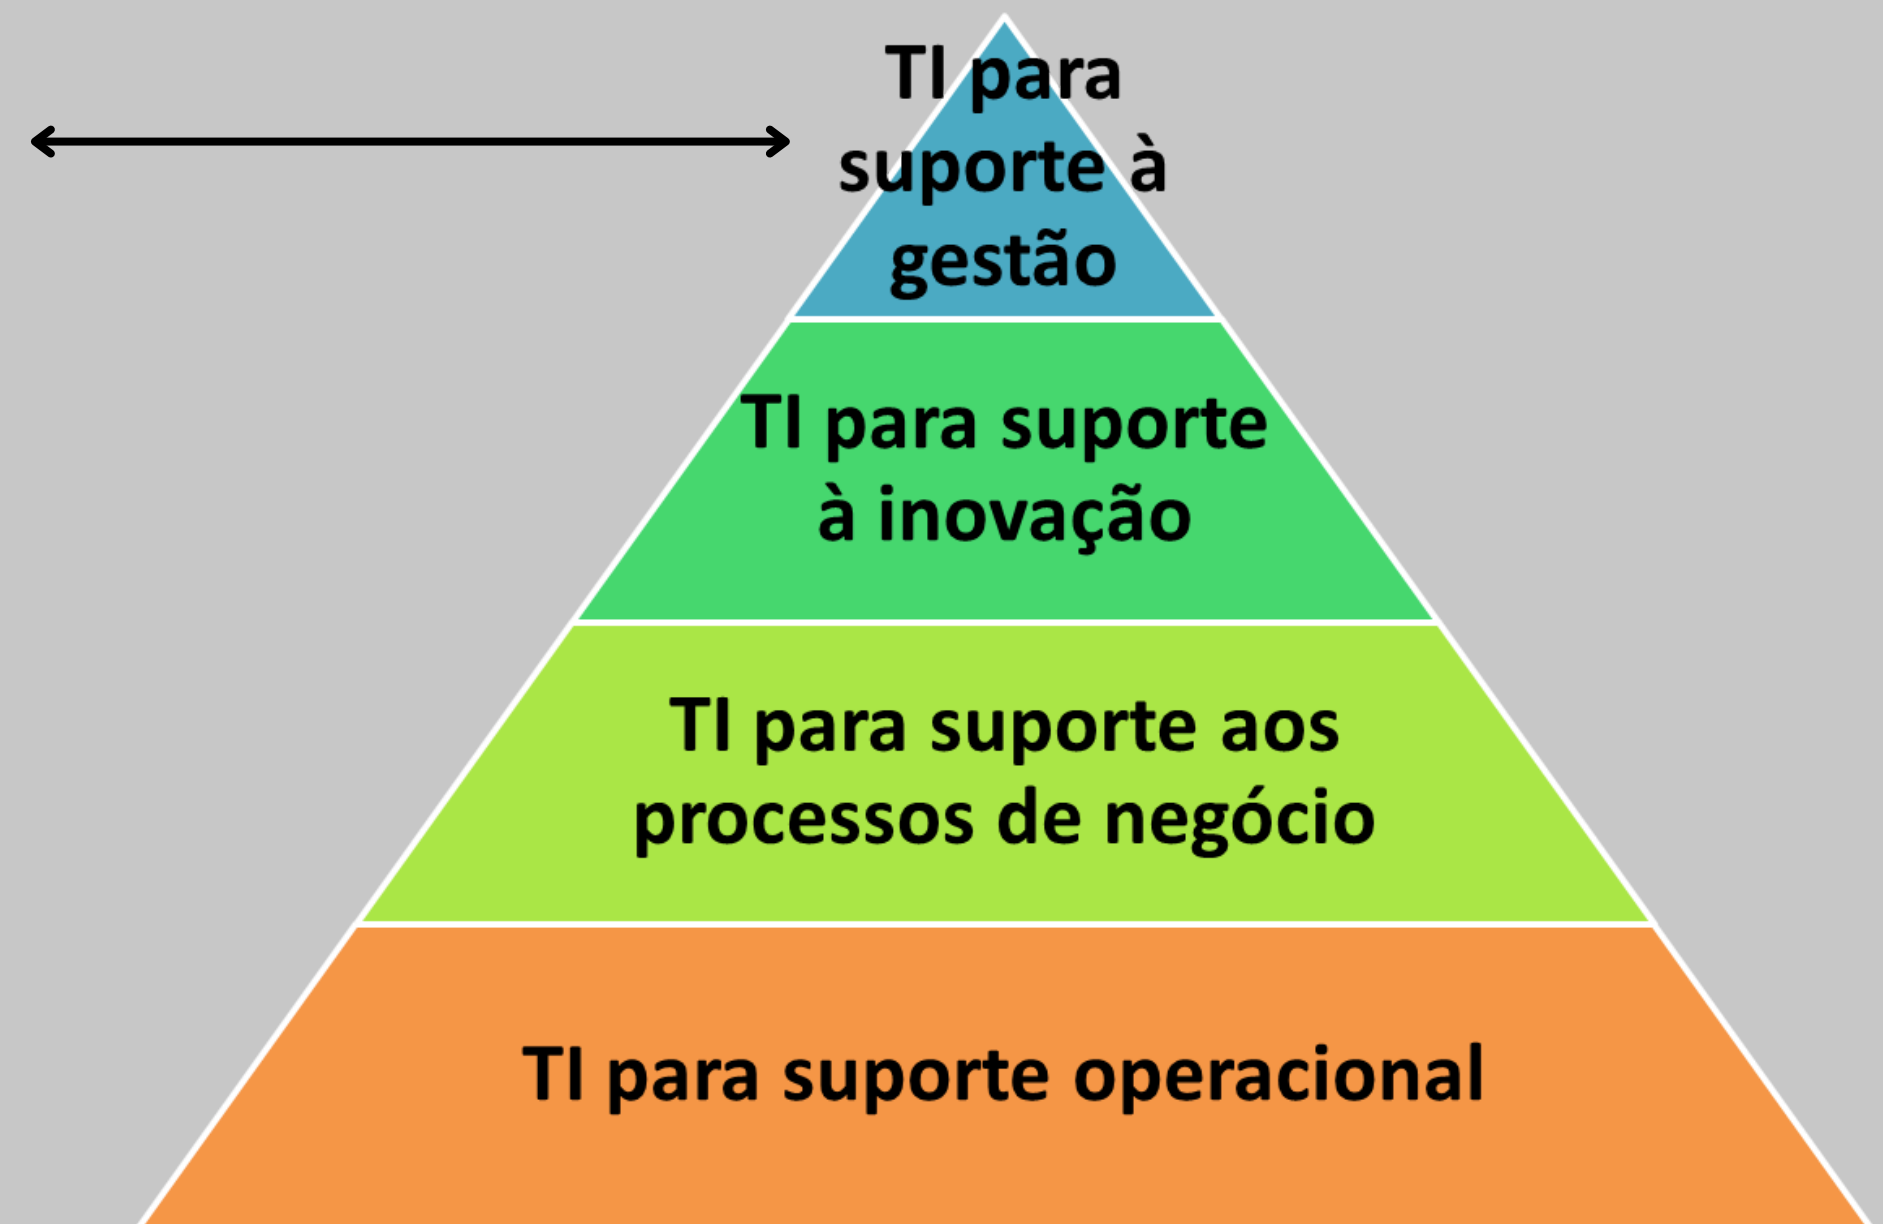 TI para
suporte à
gestão
TI para suporte
à inovação
TI para suporte aos
processos de negócio
TI para suporte operacional